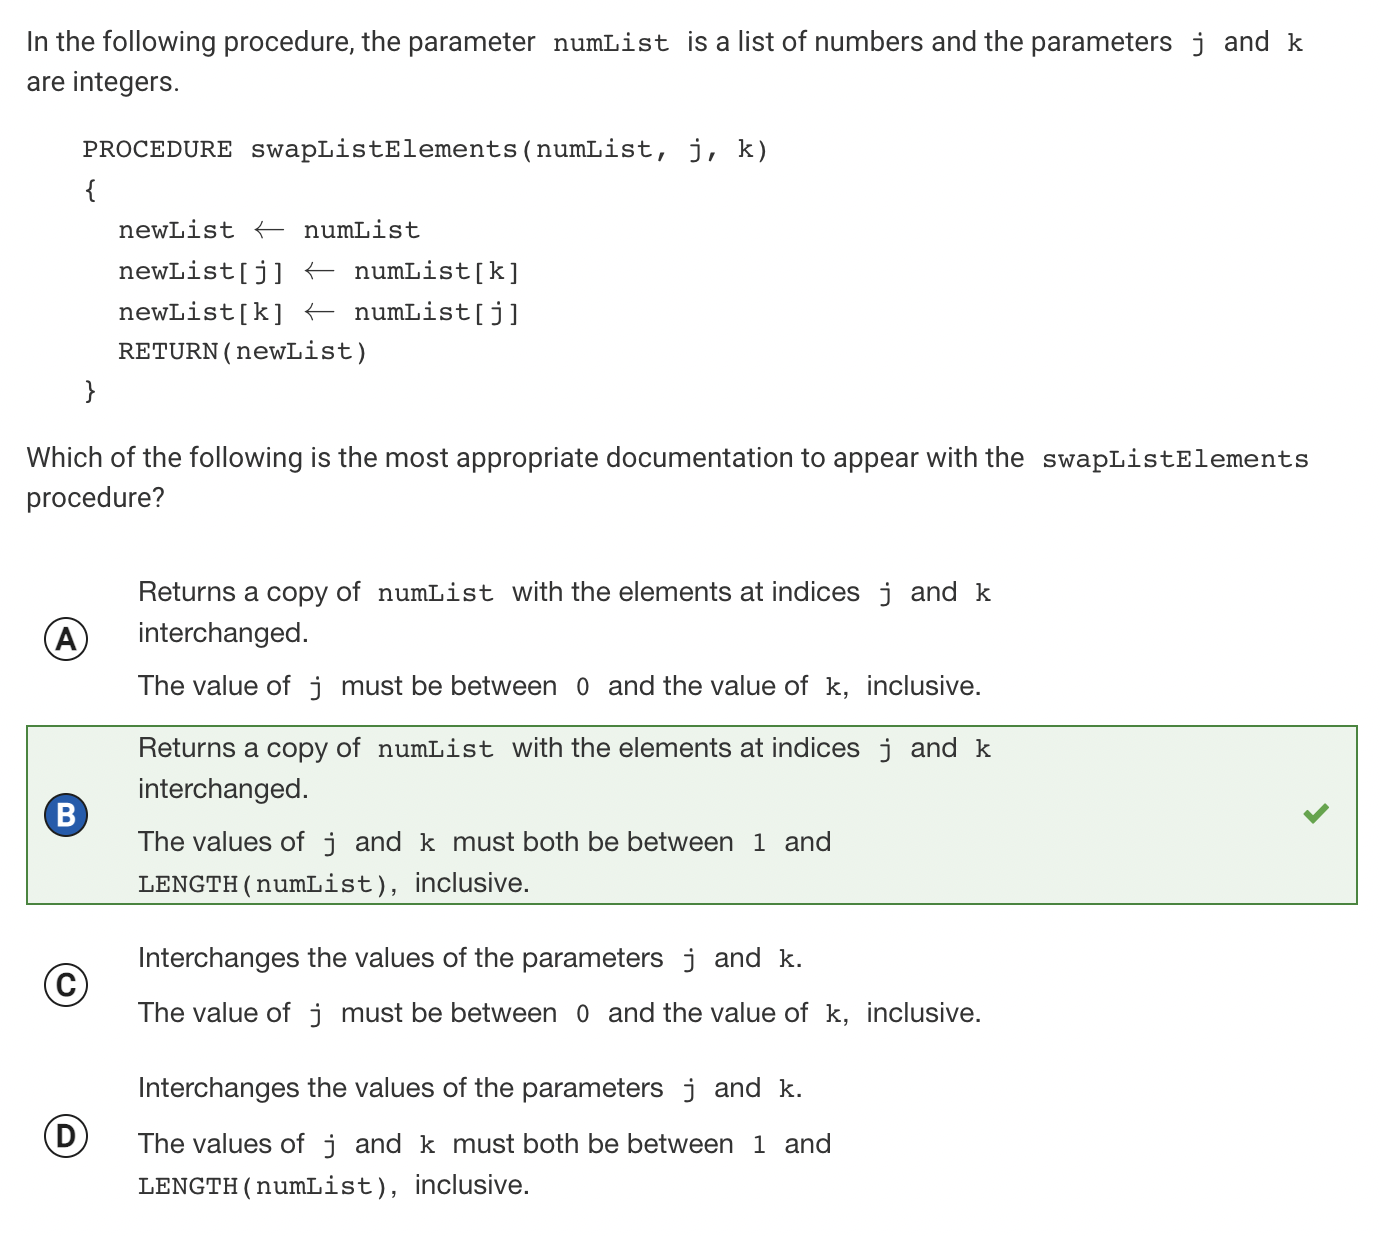 In the following procedure, the parameter numList is a list of numbers and the parameters j and k
are integers.
PROCEDURE swapListElements(numList, j, k)
{
newList ← numList
newList[j] ← numList[k]
newList[k] ← numList[j]
RETURN(newList)
}
Which of the following is the most appropriate documentation to appear with the swapListElements
procedure?
Returns a copy of numList with the elements at indices j and k
A
interchanged.
The value of j must be between 0 and the value of k, inclusive.
Returns a copy of numList with the elements at indices j and k
interchanged.
B
The values of j and k must both be between 1 and
LENGTH(numList), inclusive.
Interchanges the values of the parameters j and k.
C
The value of j must be between 0 and the value of k, inclusive.
Interchanges the values of the parameters j and k.
D
The values of j and k must both be between 1 and
LENGTH(numList), inclusive.